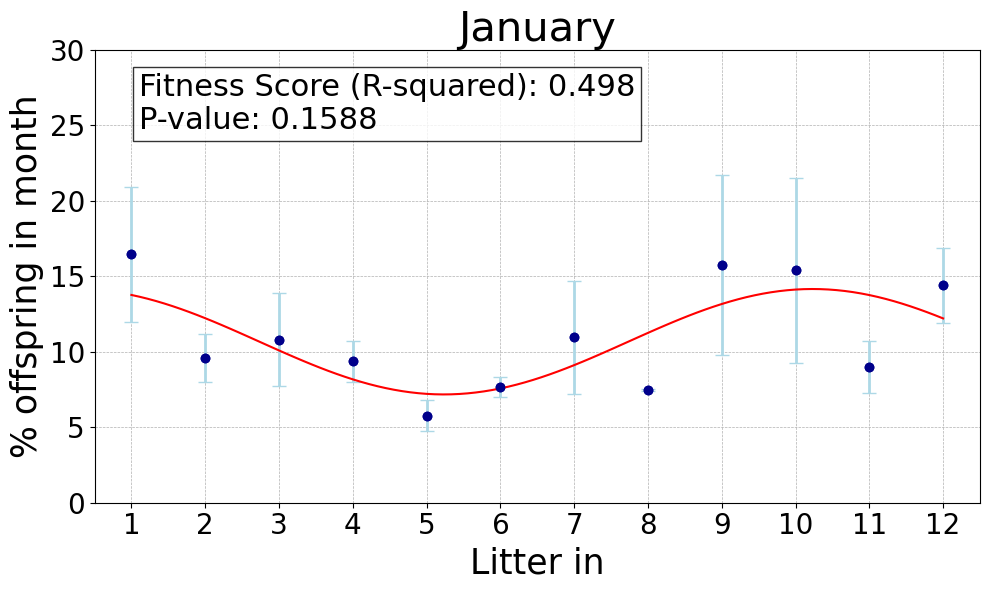 January
Fitness Score (R-squared): 0.498
P-value: 0.1588
% offspring in month
30
25
20
15
10
5
0
1 2 3 4 5 6 7 8 9 10 11 12
Litter in